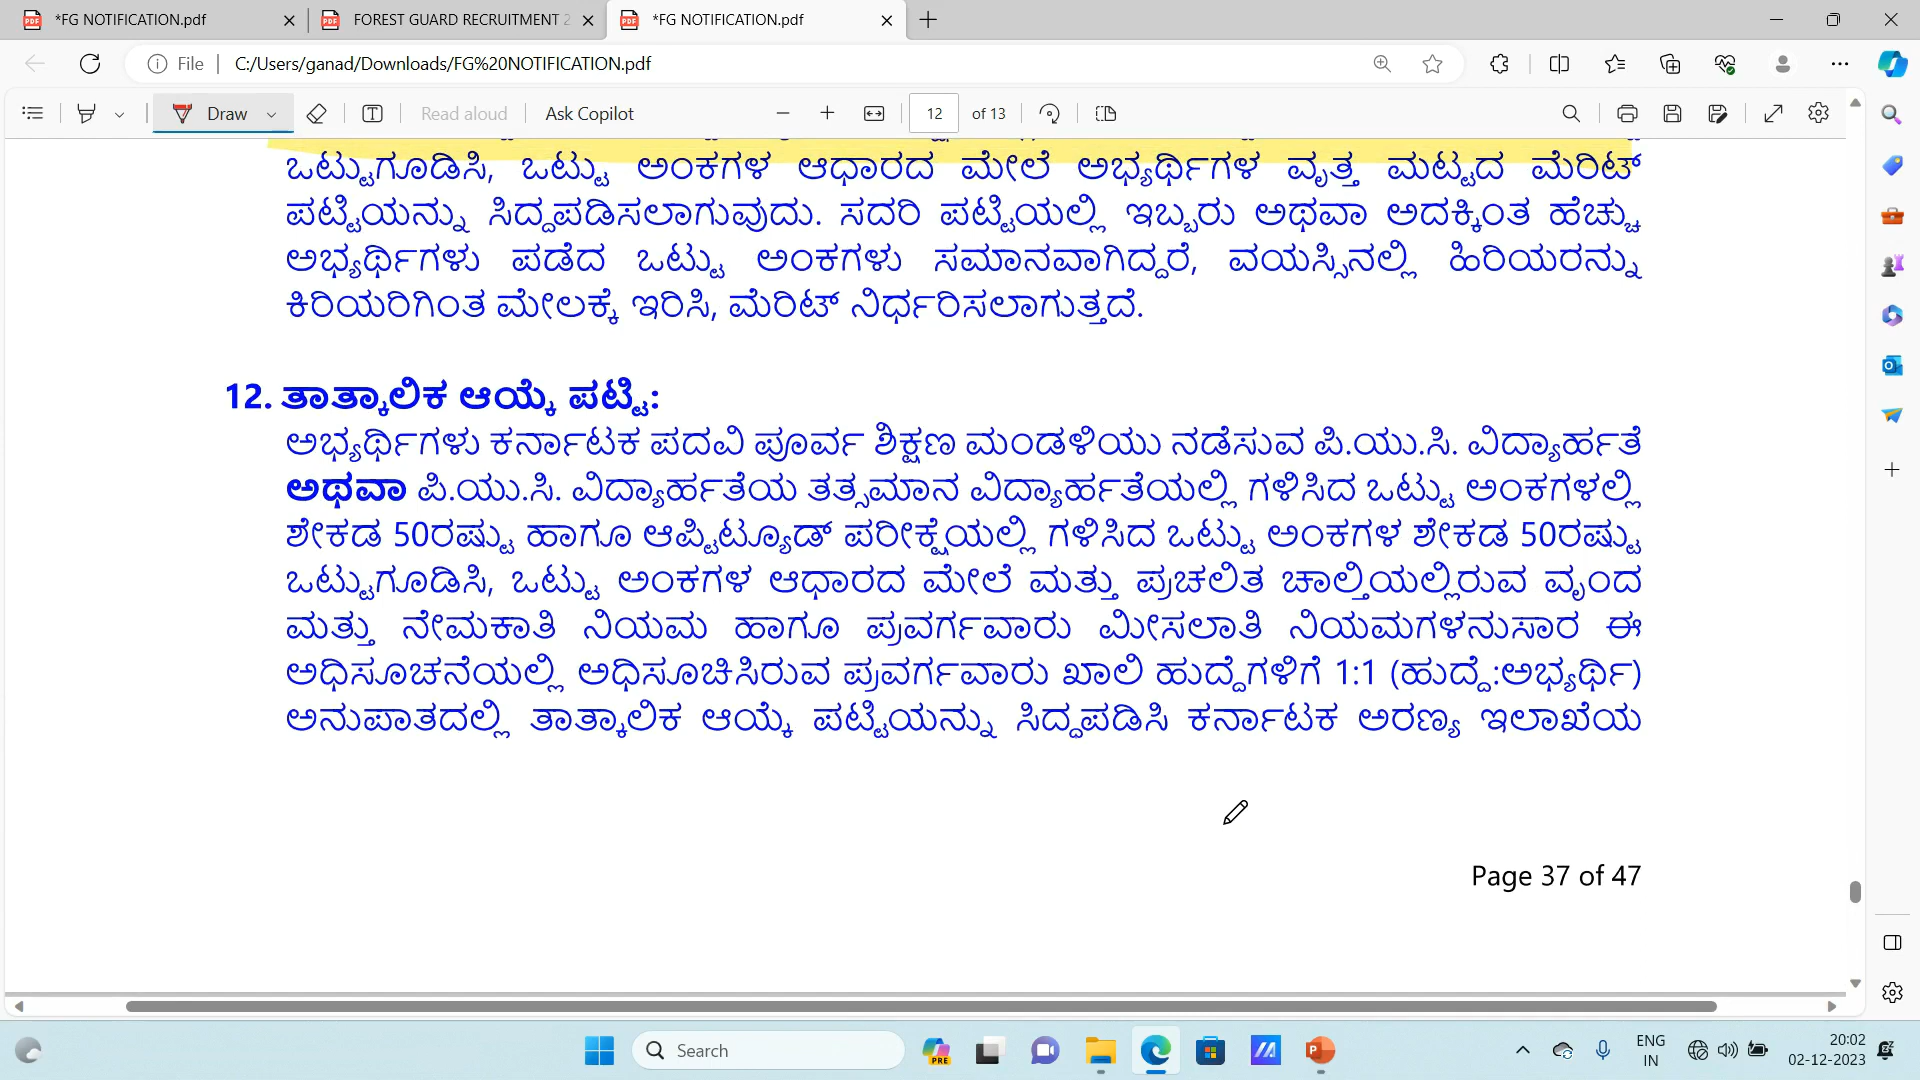 *FG NOTIFICATION.pdf
FOREST GUARD RECRUITMENT 2
*FG NOTIFICATION.pdf
File
C:/Users/ganad/Downloads/FG%20NOTIFICATION.pdf
Draw
Read aloud
Ask Copilot
12
of 13
ಒಟ್ಟುಗೂಡಿಸಿ, ಒಟ್ಟು ಅಂಕಗಳ ಆಧಾರದ ಮೇಲೆ ಅಭ್ಯರ್ಥಿಗಳ ವೃತ್ತ ಮಟ್ಟದ ಮೆರಿಟ್
ಪಟ್ಟಿಯನ್ನು ಸಿದ್ದಪಡಿಸಲಾಗುವುದು. ಸದರಿ ಪಟ್ಟಿಯಲ್ಲಿ ಇಬ್ಬರು ಅಥವಾ ಅದಕ್ಕಿಂತ ಹೆಚ್ಚು
ಅಭ್ಯರ್ಥಿಗಳು ಪಡೆದ ಒಟ್ಟು ಅಂಕಗಳು ಸಮಾನವಾಗಿದ್ದರೆ, ವಯಸ್ಸಿನಲ್ಲಿ ಹಿರಿಯರನ್ನು
ಕಿರಿಯರಿಗಿಂತ ಮೇಲಕ್ಕೆ ಇರಿಸಿ, ಮೆರಿಟ್ ನಿರ್ಧರಿಸಲಾಗುತ್ತದೆ.
12. ತಾತ್ಕಾಲಿಕ ಆಯ್ಕೆ ಪಟ್ಟಿ:
ಅಭ್ಯರ್ಥಿಗಳು ಕರ್ನಾಟಕ ಪದವಿ ಪೂರ್ವ ಶಿಕ್ಷಣ ಮಂಡಳಿಯು ನಡೆಸುವ ಪಿ.ಯು.ಸಿ. ವಿದ್ಯಾರ್ಹತೆ
ಅಥವಾ ಪಿ.ಯು.ಸಿ. ವಿದ್ಯಾರ್ಹತೆಯ ತತ್ಸಮಾನ ವಿದ್ಯಾರ್ಹತೆಯಲ್ಲಿ ಗಳಿಸಿದ ಒಟ್ಟು ಅಂಕಗಳಲ್ಲಿ
ಶೇಕಡ 50ರಷ್ಟು ಹಾಗೂ ಆಪ್ಟಿಟ್ಯೂಡ್ ಪರೀಕ್ಷೆಯಲ್ಲಿ ಗಳಿಸಿದ ಒಟ್ಟು ಅಂಕಗಳ ಶೇಕಡ 50ರಷ್ಟು
ಒಟ್ಟುಗೂಡಿಸಿ, ಒಟ್ಟು ಅಂಕಗಳ ಆಧಾರದ ಮೇಲೆ ಮತ್ತು ಪ್ರಚಲಿತ ಚಾಲ್ತಿಯಲ್ಲಿರುವ ವೃಂದ
ಮತ್ತು ನೇಮಕಾತಿ ನಿಯಮ ಹಾಗೂ ಪ್ರವರ್ಗವಾರು ಮೀಸಲಾತಿ ನಿಯಮಗಳನುಸಾರ ಈ
ಅಧಿಸೂಚನೆಯಲ್ಲಿ ಅಧಿಸೂಚಿಸಿರುವ ಪ್ರವರ್ಗವಾರು ಖಾಲಿ ಹುದ್ದೆಗಳಿಗೆ 1:1 (ಹುದ್ದೆ:ಅಭ್ಯರ್ಥಿ)
ಅನುಪಾತದಲ್ಲಿ ತಾತ್ಕಾಲಿಕ ಆಯ್ಕೆ ಪಟ್ಟಿಯನ್ನು ಸಿದ್ದಪಡಿಸಿ ಕರ್ನಾಟಕ ಅರಣ್ಯ ಇಲಾಖೆಯ
Page 37 of 47
Search
ENG
IN
20:02
02-12-2023